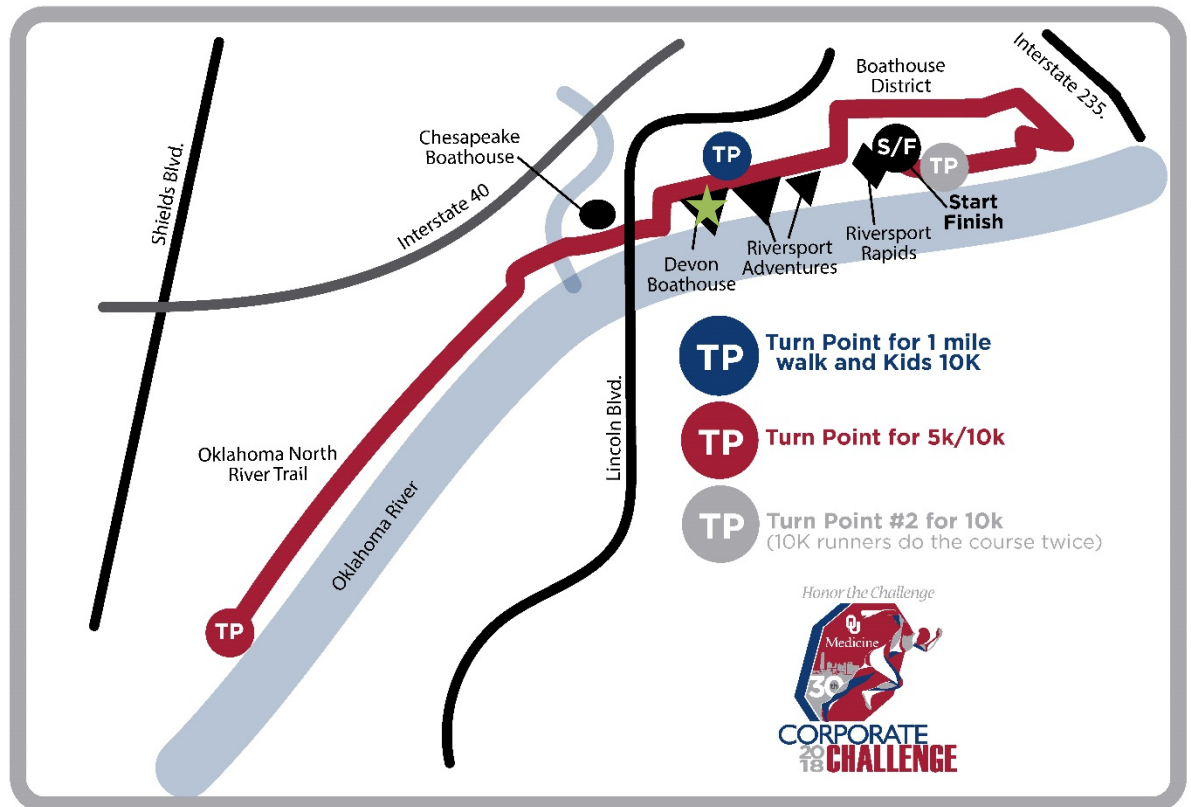 Interstate 235.
Boathouse
District
Shields Blvd.
Interstate 40
Chesapeake
Boathouse
TP
S/F
TP
Start
Finish
Devon
Boathouse
Riversport
Adventures
Riversport
Rapids
Lincoln Blvd.
Oklahoma North
River Trail
Oklahoma River
TP
TP
Turn Point for 1 mile
walk and Kids 10K
TP
Turn Point for 5k/10k
TP
Turn Point #2 for 10k
(10K runners do the course twice)
Honor the Challenge
OU
Medicine
30th
CORPORATE
2018 CHALLENGE